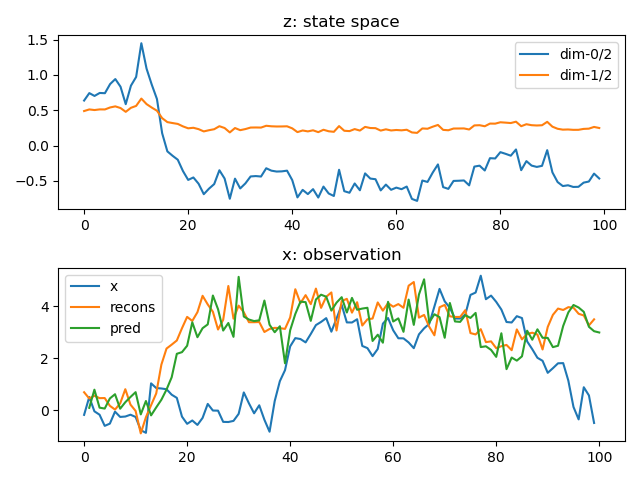 z: state space
1.5
1.0
0.5
0.0
−0.5
dim-0/2
dim-1/2
0 20 40 60 80 100
x: observation
4
2
0
x
recons
pred
0 20 40 60 80 100